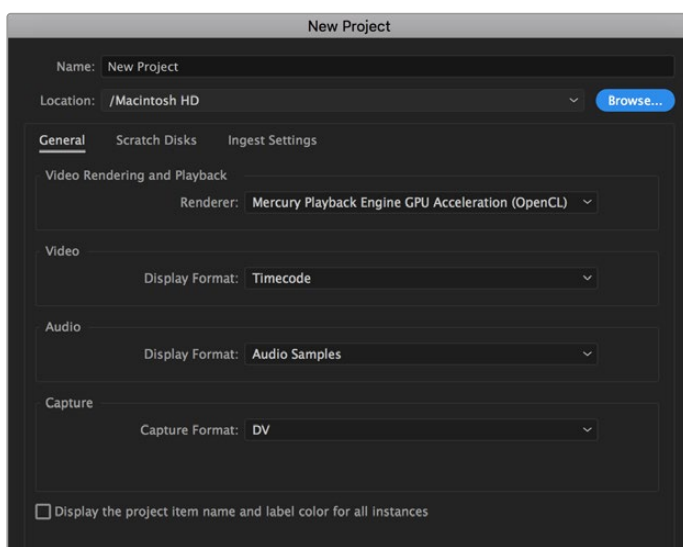 New Project
Name: New Project
Location: /Macintosh HD Browse...
General Scratch Disks Ingest Settings
Video Rendering and Playback
Renderer: Mercury Playback Engine GPU Acceleration (OpenCL)
Video
Display Format: Timecode
Audio
Display Format: Audio Samples
Capture
Capture Format: DV
Display the project item name and label color for all instances